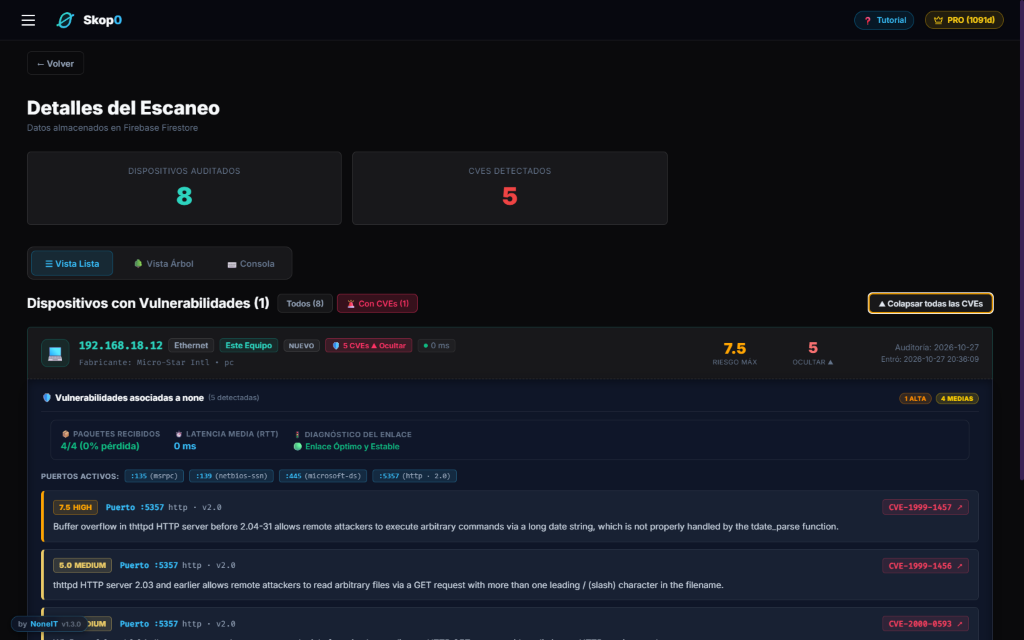 Skop0
Tutorial
PRO (1091d)
← Volver
Detalles del Escaneo
Datos almacenados en Firebase Firestore
DISPOSITIVOS AUDITADOS
8
CVES DETECTADOS
5
☰ Vista Lista
Vista Árbol
Consola
Dispositivos con Vulnerabilidades (1)
Todos (8)
Con CVEs (1)
▲ Colapsar todas las CVEs
192.168.18.12 Ethernet Este Equipo NUEVO 5 CVEs ▲ Ocultar 0 ms
Fabricante: Micro-Star Intl • pc
7.5
RIESGO MÁX
5
OCULTAR ▲
Auditoría: 2026-10-27
Entró: 2026-10-27 20:36:09
Vulnerabilidades asociadas a none (5 detectadas)
1 ALTA
4 MEDIAS
PAQUETES RECIBIDOS
4/4 (0% pérdida)
LATENCIA MEDIA (RTT)
0 ms
DIAGNÓSTICO DEL ENLACE
Enlace Óptimo y Estable
PUERTOS ACTIVOS: :135 (msrpc) :139 (netbios-ssn) :445 (microsoft-ds) :5357 (http · 2.0)
7.5 HIGH Puerto :5357 http · v2.0 CVE-1999-1457 ↗
Buffer overflow in thttpd HTTP server before 2.04-31 allows remote attackers to execute arbitrary commands via a long date string, which is not properly handled by the tdate_parse function.
5.0 MEDIUM Puerto :5357 http · v2.0 CVE-1999-1456 ↗
thttpd HTTP server 2.03 and earlier allows remote attackers to read arbitrary files via a GET request with more than one leading / (slash) character in the filename.
by NoneIT v1.3.0
Puerto :5357 http · v2.0 CVE-2000-0593 ↗